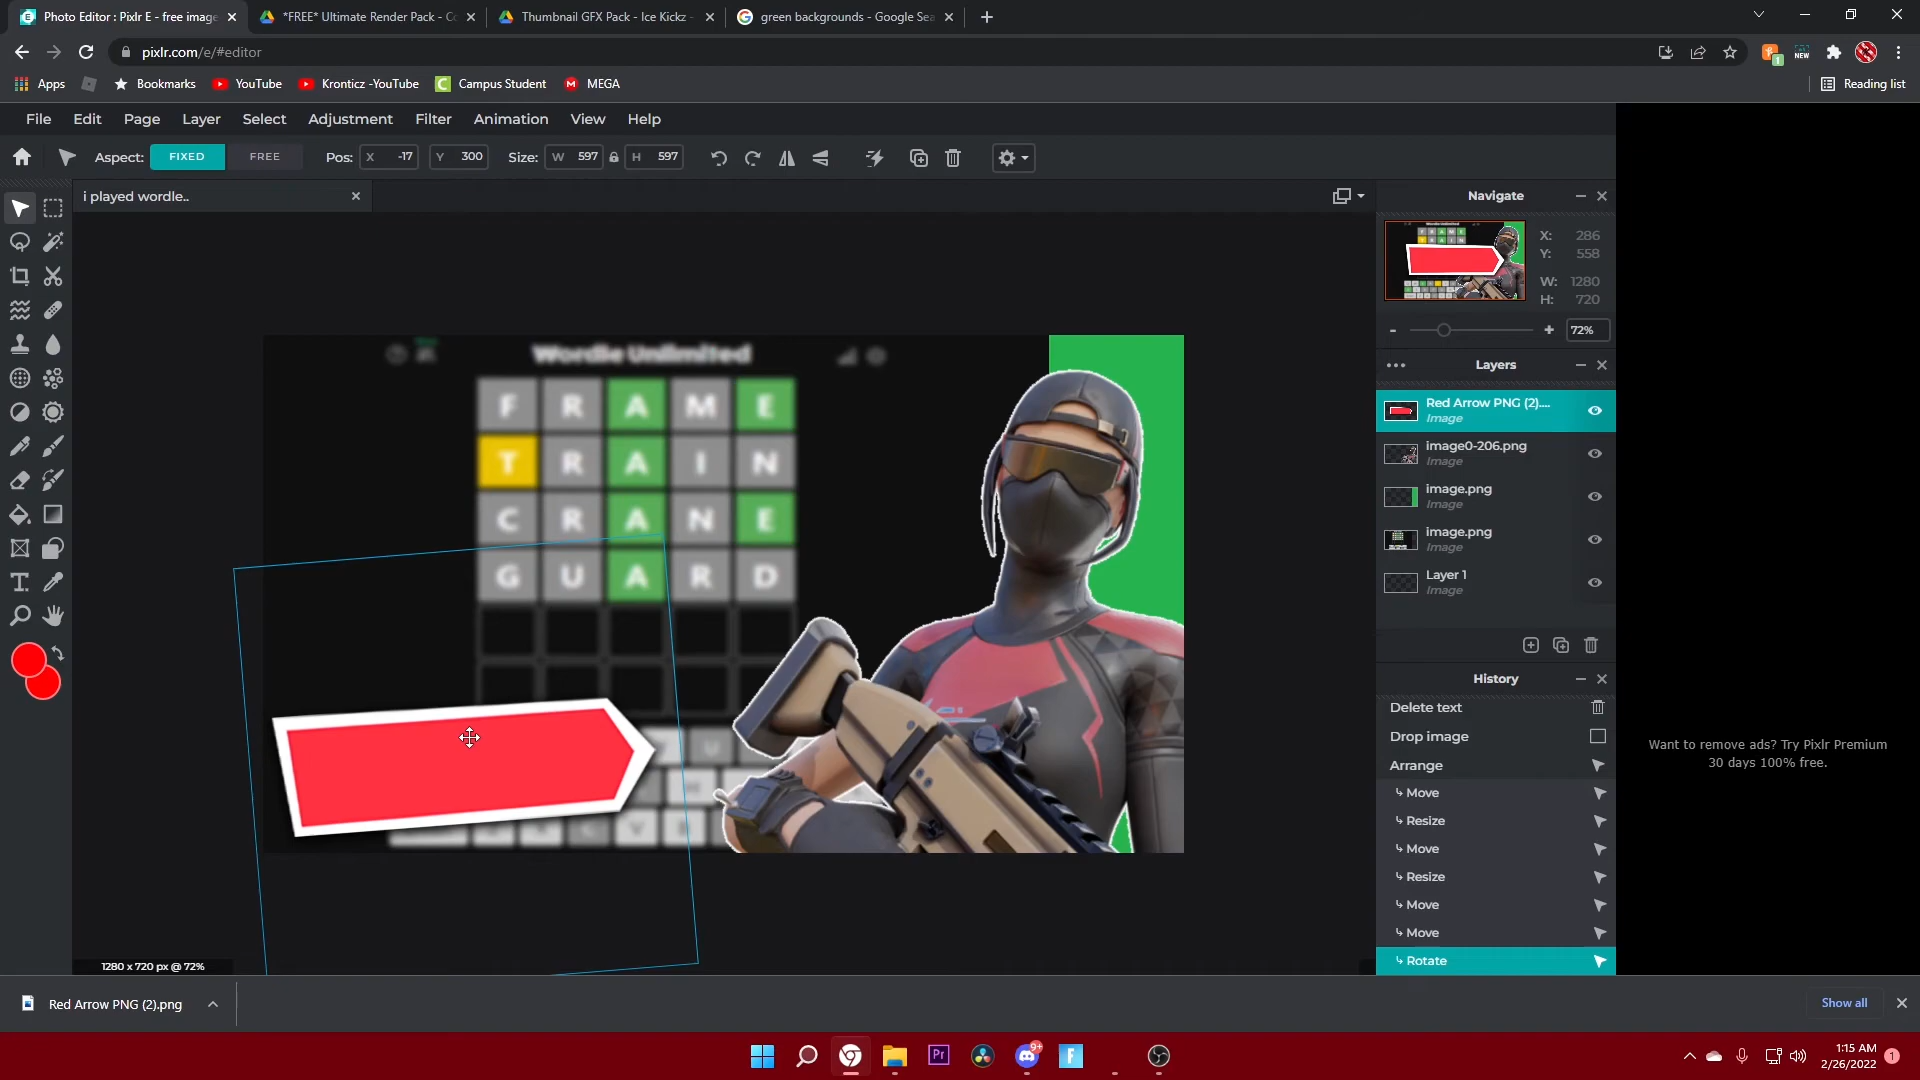 Photo Editor : Pixlr E - free image
*FREE* Ultimate Render Pack - Co
Thumbnail GFX Pack - Ice Kickz -
green backgrounds - Google Sea
pixlr.com/e/#editor
NEW
Apps
Bookmarks
YouTube
Kronticz -YouTube
Campus Student
MEGA
Reading list
File Edit Page Layer Select Adjustment Filter Animation View Help
Aspect: FIXED FREE Pos: X -17 Y 300 Size: W 597 H 597
i played wordle..
Navigate
X: 286
Y: 558
W: 1280
H: 720
72%
Layers
Red Arrow PNG (2)....
Image
image0-206.png
Image
image.png
Image
image.png
Image
Layer 1
Image
History
Delete text
Drop image
Arrange
Move
Resize
Move
Resize
Move
Move
Rotate
Wordle Unlimited
F R A M E
T R A I N
C R A N E
G U A R D
1280 x 720 px @ 72%
Want to remove ads? Try Pixlr Premium
30 days 100% free.
Red Arrow PNG (2).png
Show all
Pr
9+
1:15 AM
2/26/2022
1